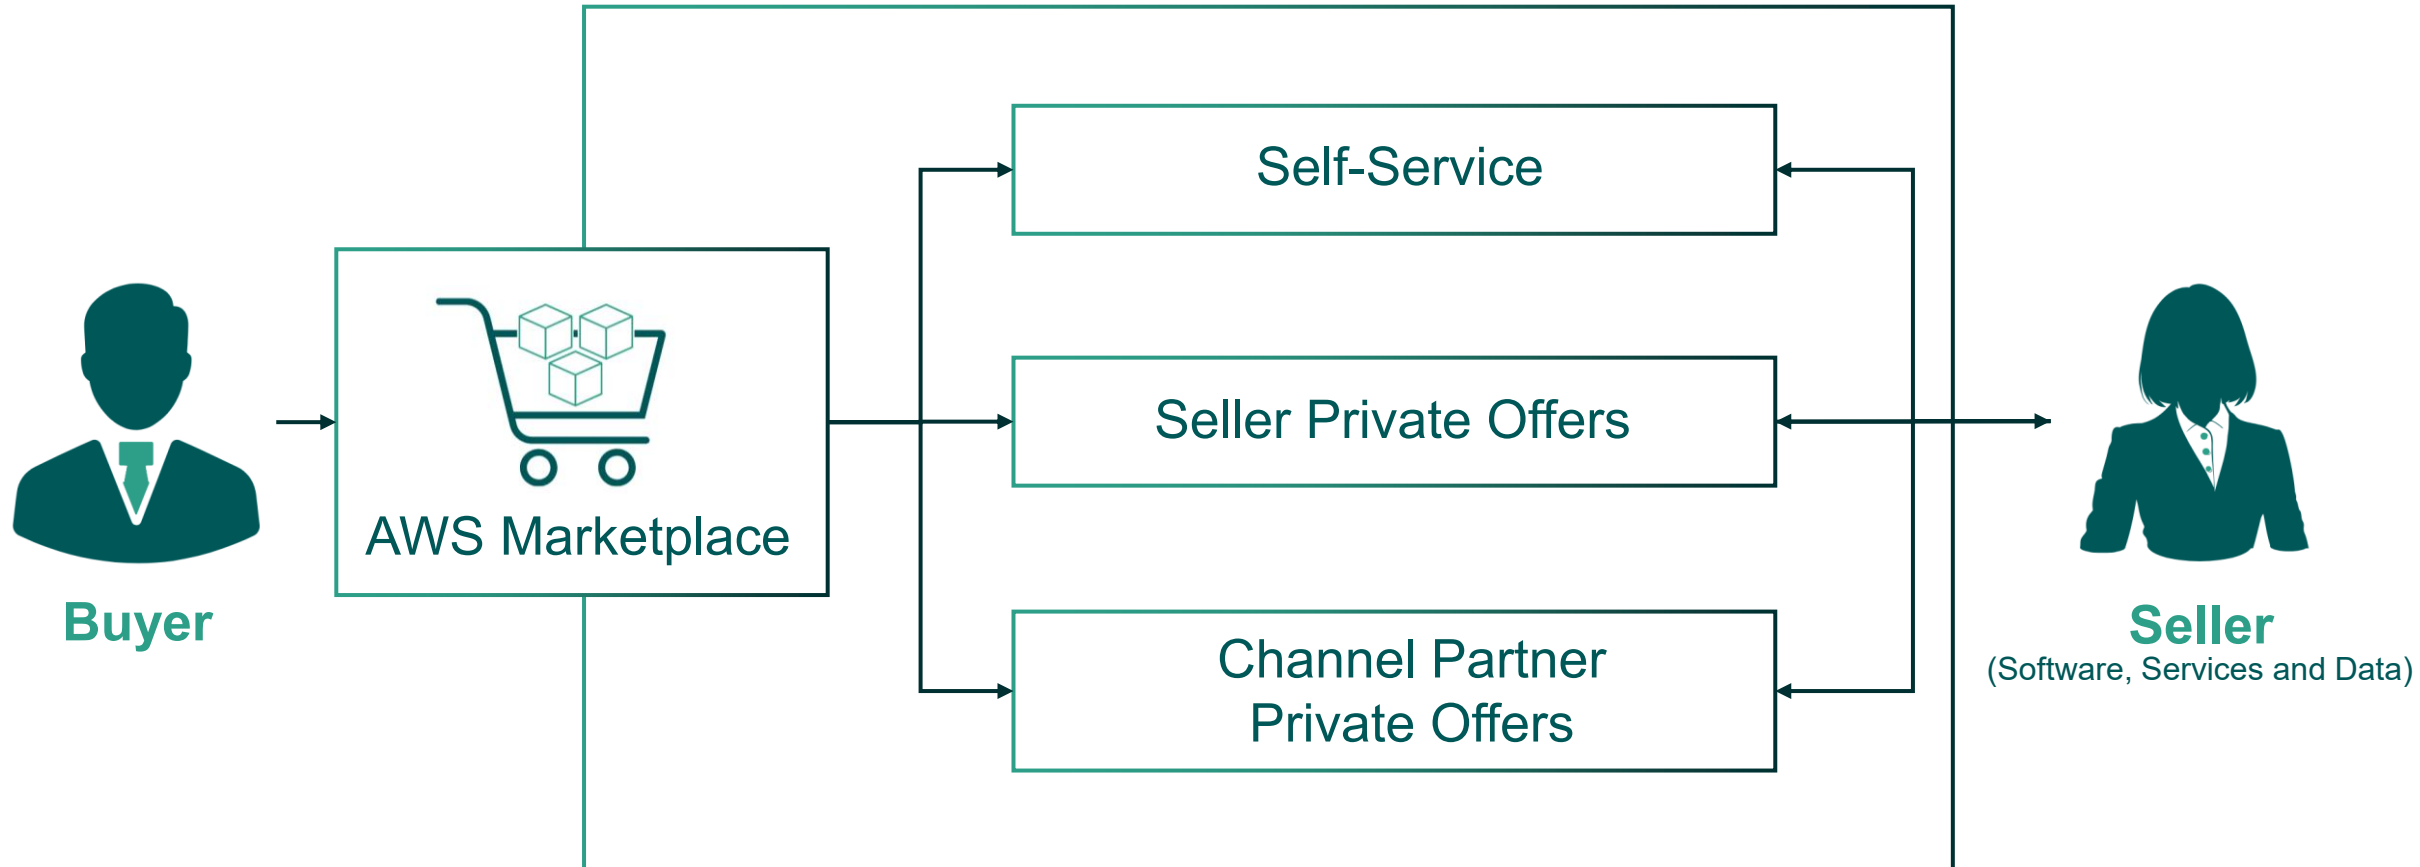 Self-Service
Seller Private Offers
AWS Marketplace
Buyer
Channel Partner
Private Offers
Seller
(Software, Services and Data)